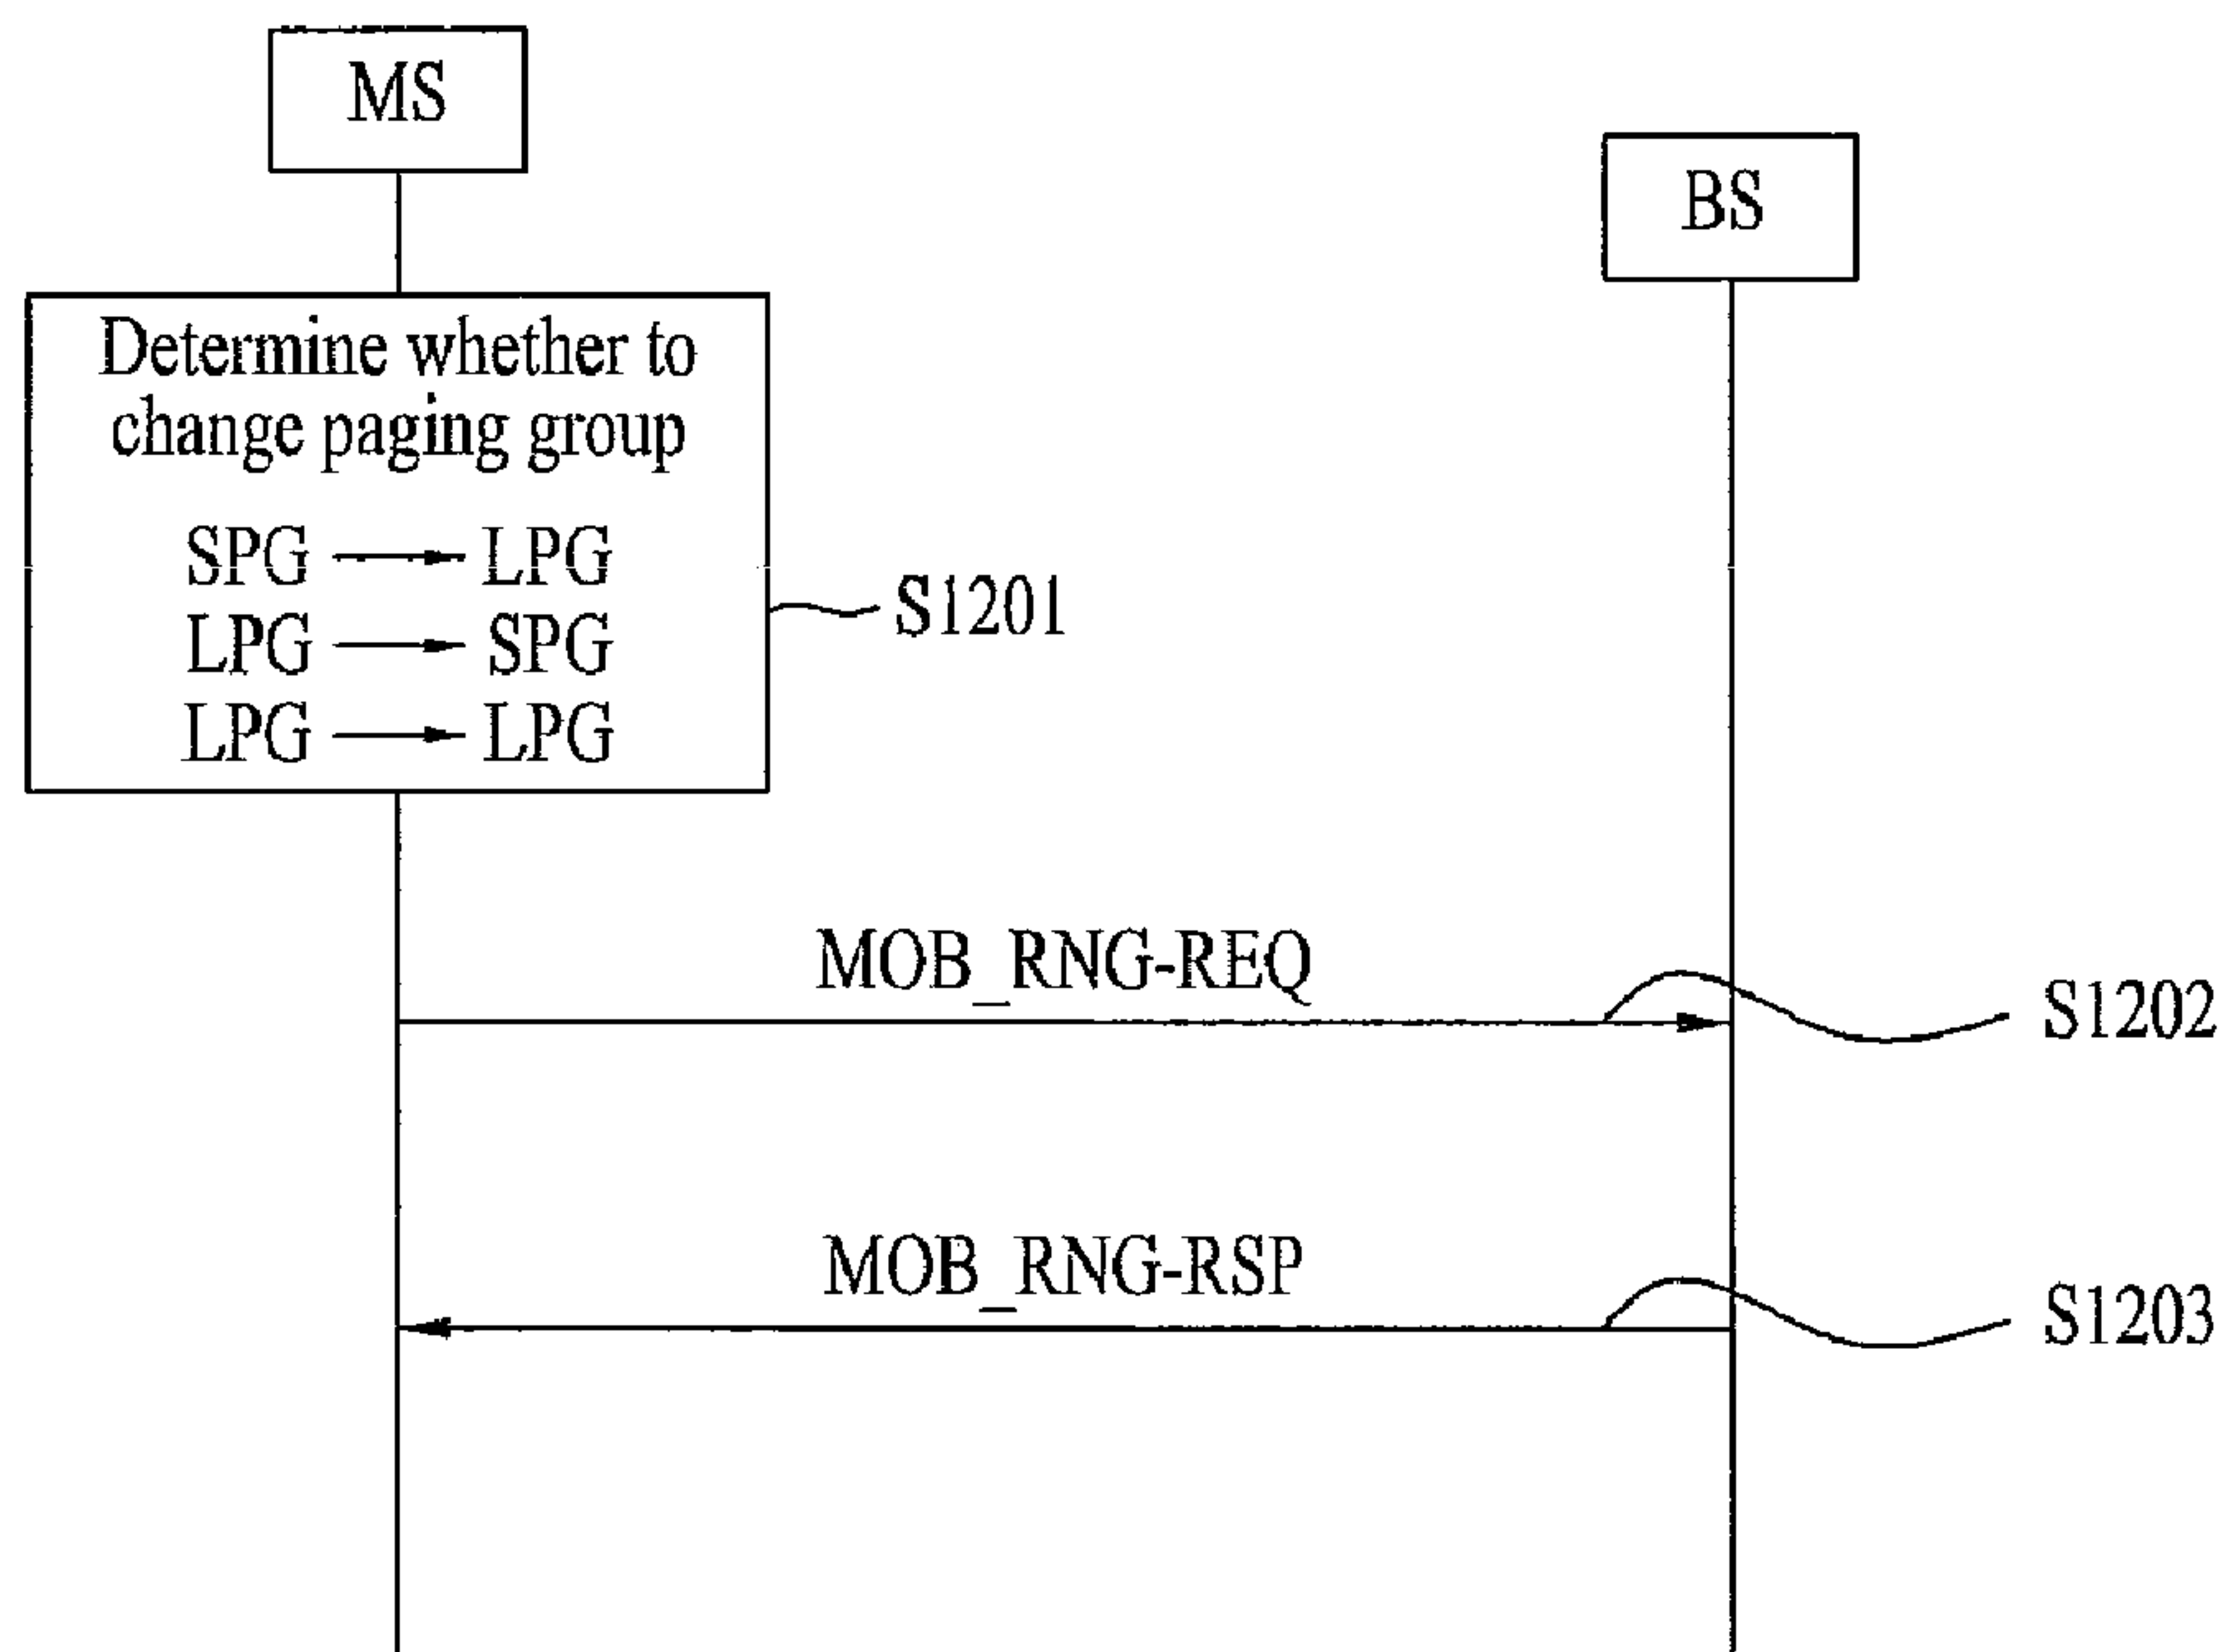 MS
BS
Determine whether to
change paging group
SPG → LPG
LPG → SPG
LPG → LPG
S1201
MOB_RNG-REQ
S1202
MOB_RNG-RSP
S1203